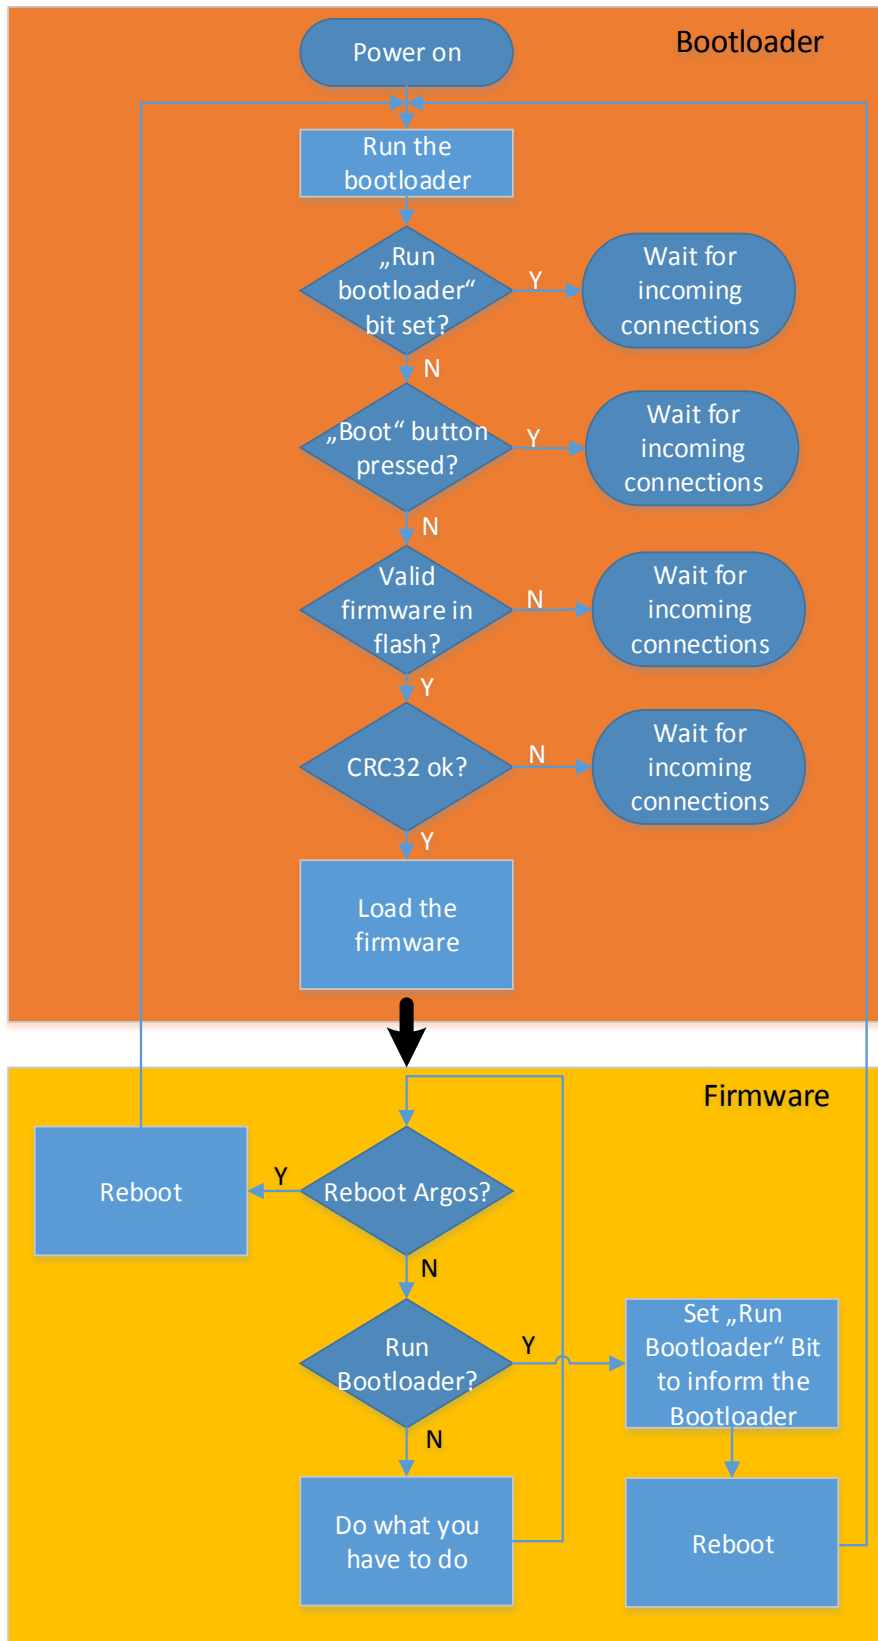 Bootloader
Power on
Run the
bootloader
„Run
bootloader“
bit set?
Y
Wait for
incoming
connections
N
„Boot“ button
pressed?
Y
Wait for
incoming
connections
N
Valid
firmware in
flash?
N
Wait for
incoming
connections
Y
CRC32 ok?
N
Wait for
incoming
connections
Y
Load the
firmware
Firmware
Reboot
Y
Reboot Argos?
N
Run
Bootloader?
Y
Set „Run
Bootloader“ Bit
to inform the
Bootloader
N
Do what you
have to do
Reboot